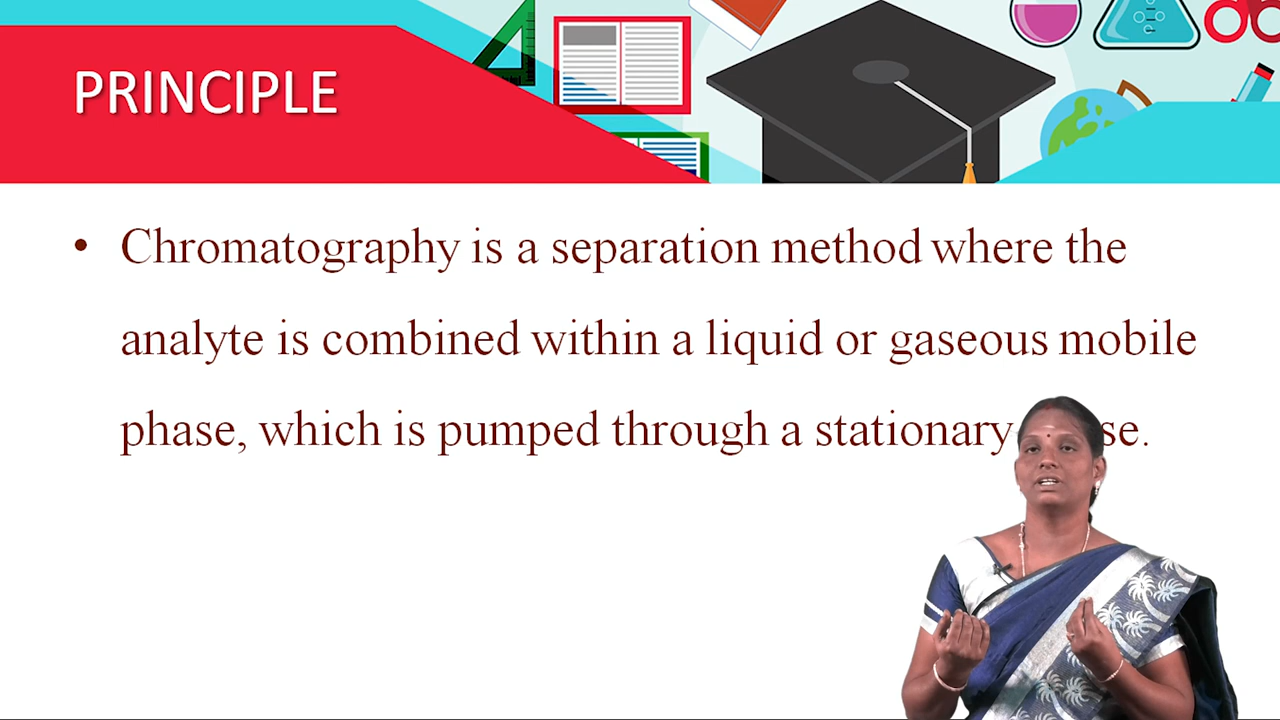 PRINCIPLE
• Chromatography is a separation method where the
analyte is combined within a liquid or gaseous mobile
phase, which is pumped through a stationary